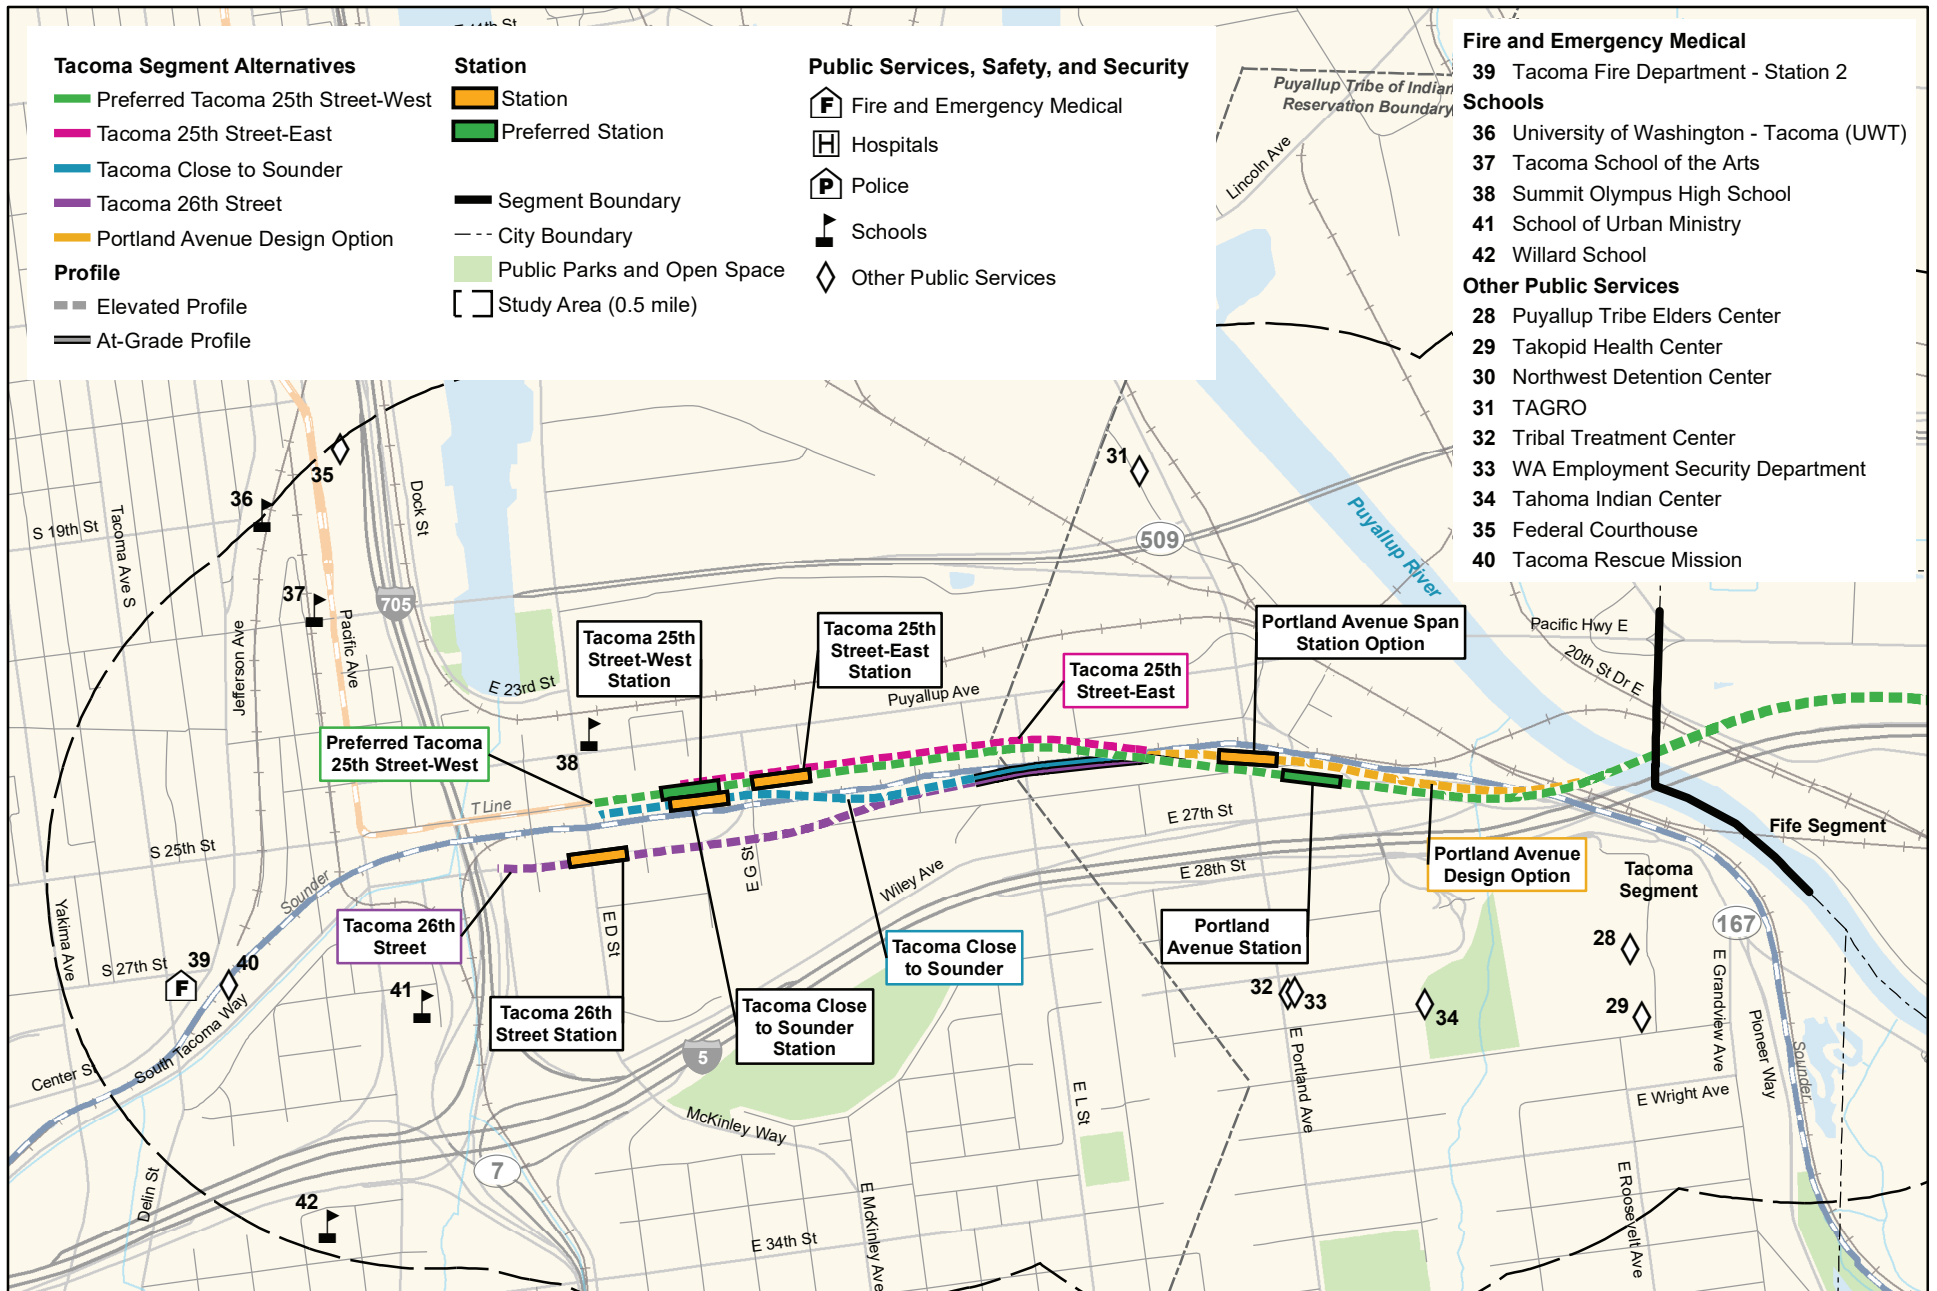 Tacoma Segment Alternatives
Preferred Tacoma 25th Street-West
Tacoma 25th Street-East
Tacoma Close to Sounder
Tacoma 26th Street
Portland Avenue Design Option
Profile
Elevated Profile
At-Grade Profile
Station
Station
Preferred Station
Segment Boundary
City Boundary
Public Parks and Open Space
Study Area (0.5 mile)
Public Services, Safety, and Security
F Fire and Emergency Medical
H Hospitals
P Police
Schools
Other Public Services
Fire and Emergency Medical
39 Tacoma Fire Department - Station 2
Schools
36 University of Washington - Tacoma (UWT)
37 Tacoma School of the Arts
38 Summit Olympus High School
41 School of Urban Ministry
42 Willard School
Other Public Services
28 Puyallup Tribe Elders Center
29 Takopid Health Center
30 Northwest Detention Center
31 TAGRO
32 Tribal Treatment Center
33 WA Employment Security Department
34 Tahoma Indian Center
35 Federal Courthouse
40 Tacoma Rescue Mission
Puyallup Tribe of Indian
Reservation Boundary
Lincoln Ave
31
509
Puyallup River
35
36
S 19th St
Tacoma Ave S
Dock St
37
705
Jefferson Ave
Pacific Ave
E 23rd St
Puyallup Ave
Pacific Hwy E
20th St Dr E
Tacoma 25th
Street-West
Station
Tacoma 25th
Street-East
Station
Tacoma 25th
Street-East
Portland Avenue Span
Station Option
Preferred Tacoma
25th Street-West
38
T Line
S 25th St
Sounder
E 27th St
E 28th St
Wiley Ave
E G St
E D St
Fife Segment
Tacoma
Segment
Portland Avenue
Design Option
Portland
Avenue Station
Tacoma Close
to Sounder
Tacoma 26th
Street
Tacoma 26th
Street Station
Tacoma Close
to Sounder
Station
Yakima Ave
S 27th St
39
F
40
41
South Tacoma Way
Center St
5
7
McKinley Way
32
33
34
28
29
167
E Grandview Ave
Pioneer Way
Sounder
E Wright Ave
E Portland Ave
E L St
Delin St
42
E 34th St
E McKinley Ave
E Roosevelt Ave